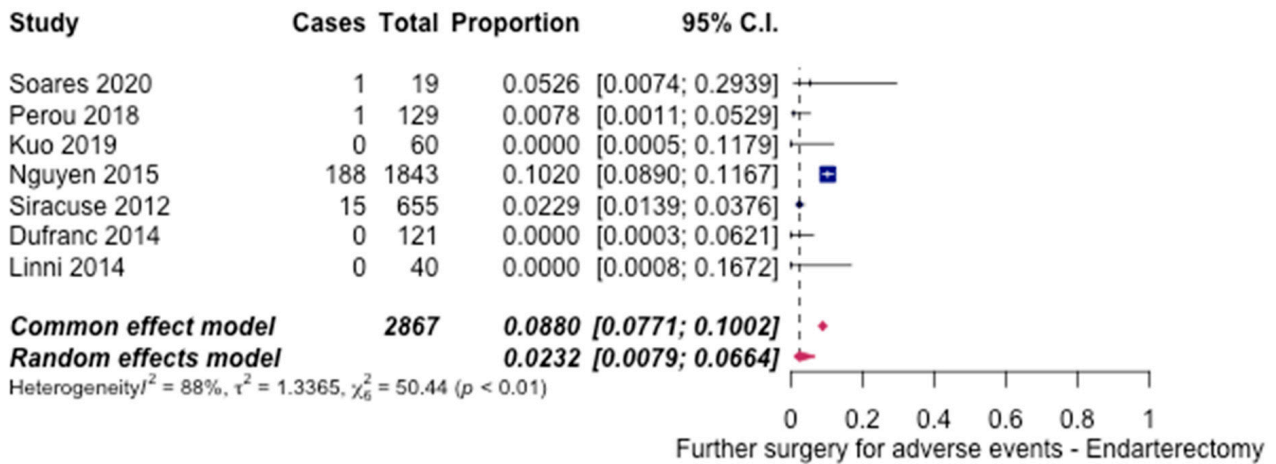 Study Cases Total Proportion 95% C.I.
Soares 2020 1 19 0.0526 [0.0074; 0.2939]
Perou 2018 1 129 0.0078 [0.0011; 0.0529]
Kuo 2019 0 60 0.0000 [0.0005; 0.1179]
Nguyen 2015 188 1843 0.1020 [0.0890; 0.1167]
Siracuse 2012 15 655 0.0229 [0.0139; 0.0376]
Dufranc 2014 0 121 0.0000 [0.0003; 0.0621]
Linni 2014 0 40 0.0000 [0.0008; 0.1672]
Common effect model 2867 0.0880 [0.0771; 0.1002]
Random effects model 0.0232 [0.0079; 0.0664]
HeterogeneityI² = 88%, τ² = 1.3365, χ²₆ = 50.44 (p < 0.01)
0 0.2 0.4 0.6 0.8 1
Further surgery for adverse events - Endarterectomy